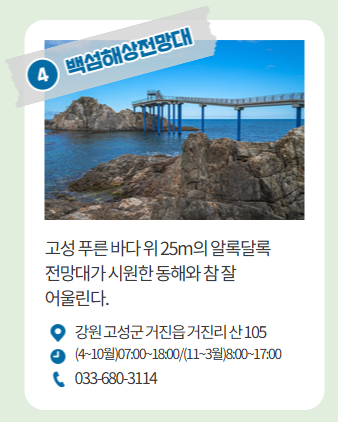 4 백섬해상전망대
고성 푸른 바다 위 25m의 알록달록
전망대가 시원한 동해와 참 잘
어울린다.
강원 고성군 거진읍 거진리 산 105
(4~10월)07:00~18:00/(11~3월)8:00~17:00
033-680-3114